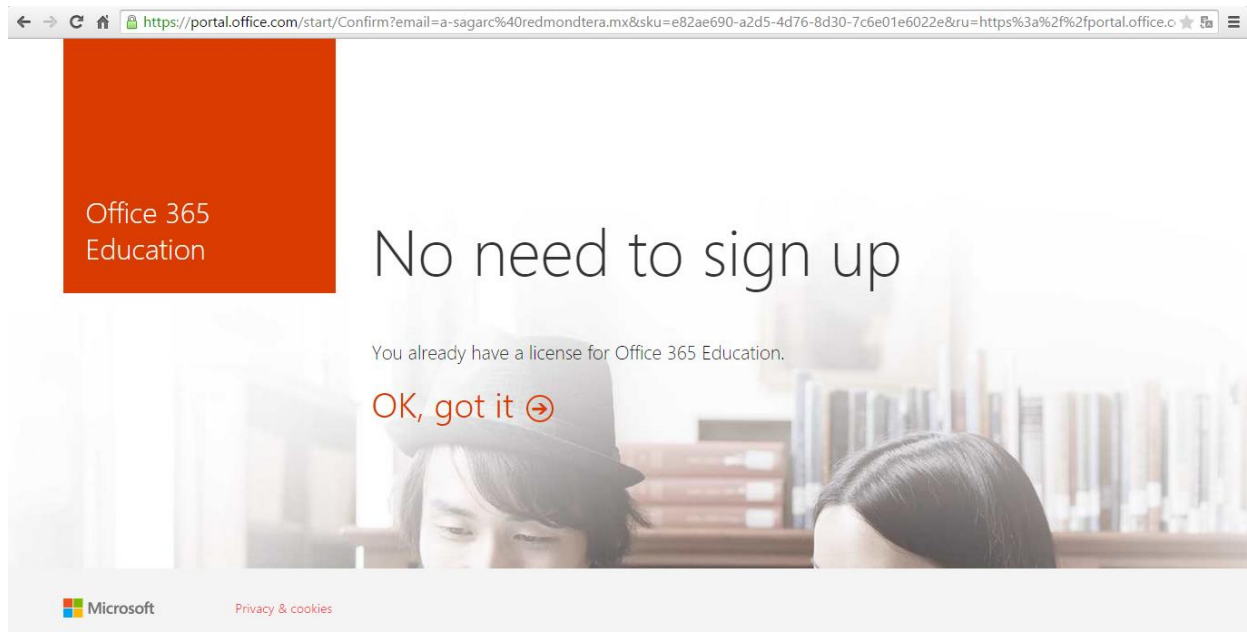 https://portal.office.com/start/Confirm?email=a-sagarc%40redmondtera.mx&sku=e82ae690-a2d5-4d76-8d30-7c6e01e6022e&ru=https%3a%2f%2fportal.office.c
Office 365
Education
No need to sign up
You already have a license for Office 365 Education.
OK, got it
Microsoft
Privacy & cookies